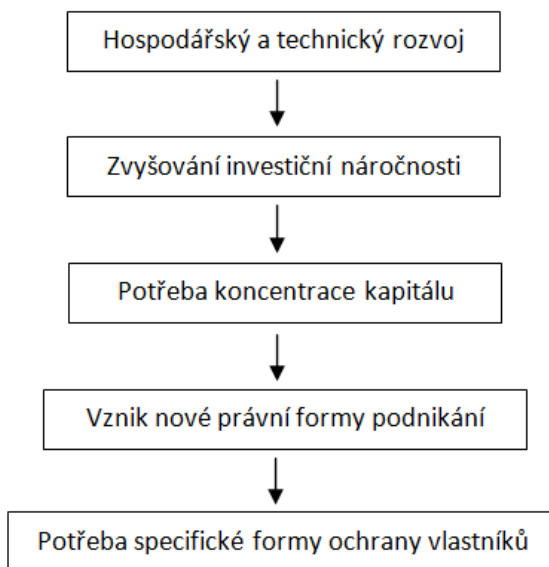 Hospodářský a technický rozvoj
Zvyšování investiční náročnosti
Potřeba koncentrace kapitálu
Vznik nové právní formy podnikání
Potřeba specifické formy ochrany vlastníků